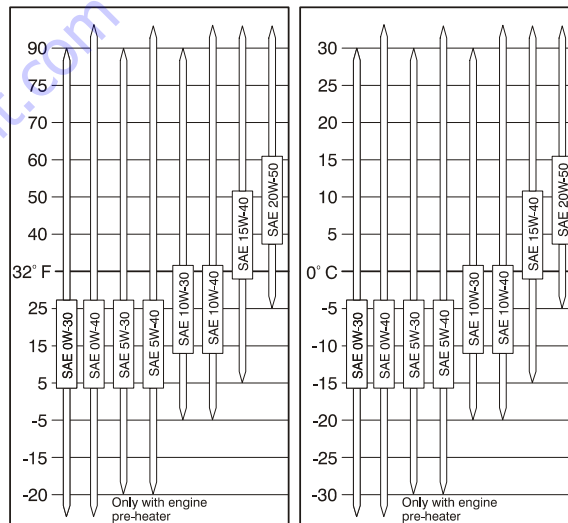 90
75
70
60
50
40
32° F
25
15
5
-5
-15
-20
SAE 0W-30
SAE 0W-40
SAE 5W-30
SAE 5W-40
SAE 10W-30
SAE 10W-40
SAE 15W-40
SAE 20W-50
Only with engine
pre-heater
30
25
20
15
10
5
0° C
-5
-10
-15
-20
-25
-30
SAE 0W-30
SAE 0W-40
SAE 5W-30
SAE 5W-40
SAE 10W-30
SAE 10W-40
SAE 15W-40
SAE 20W-50
Only with engine
pre-heater
t.com